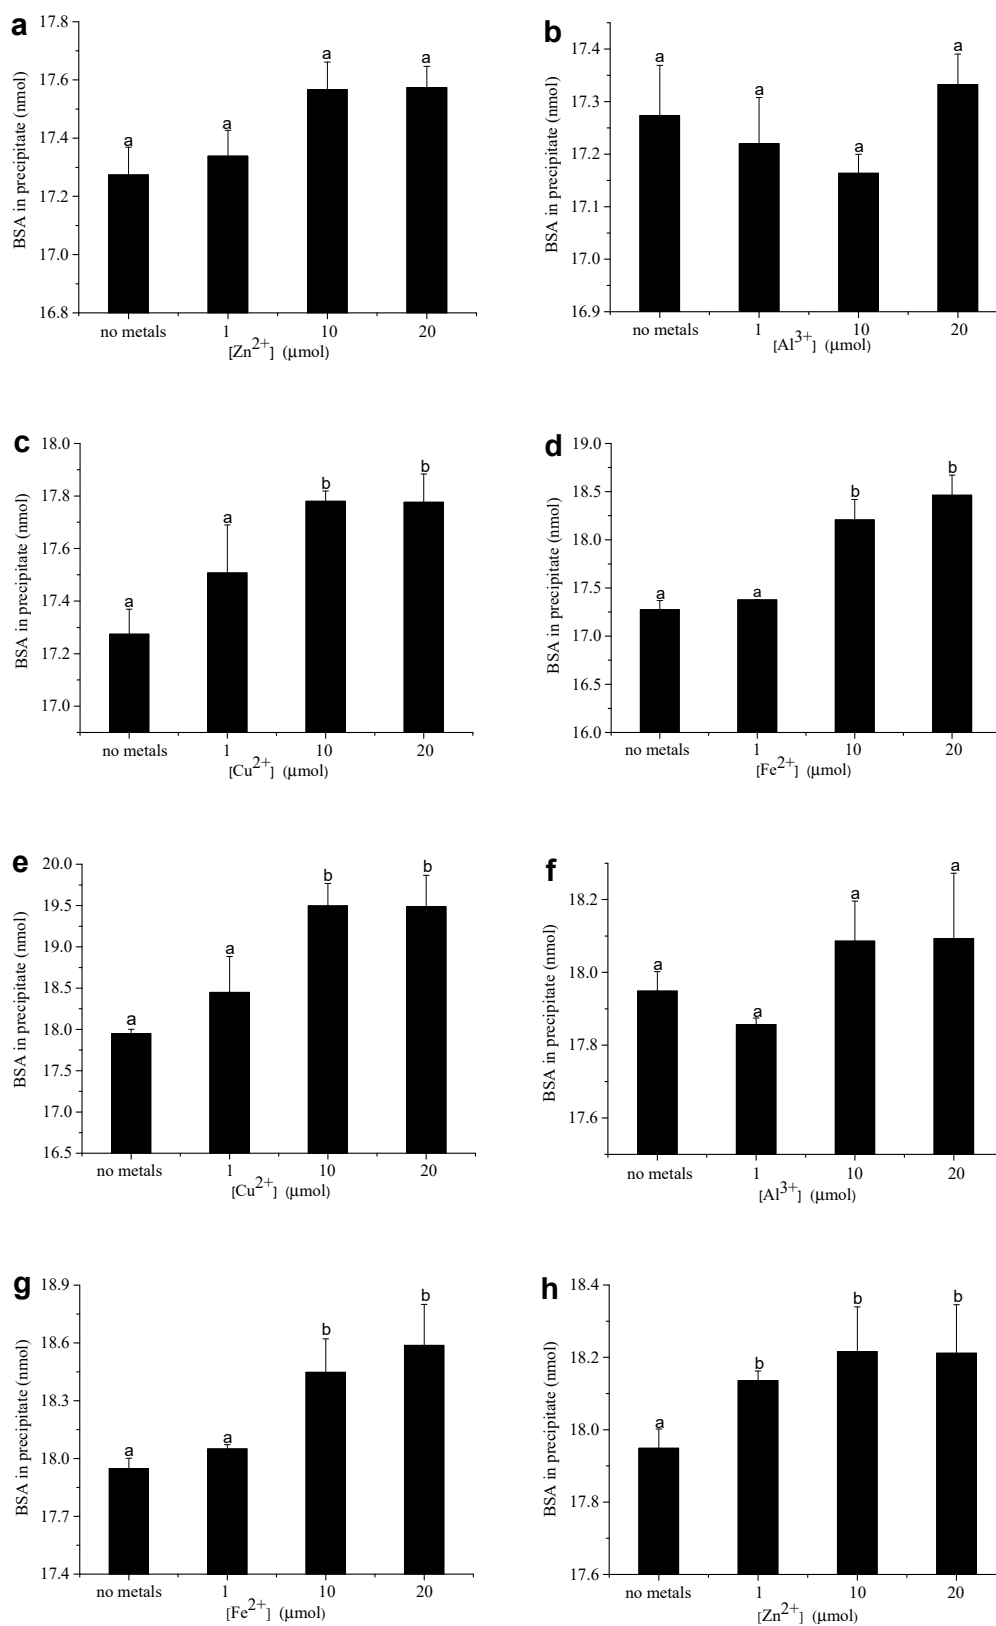 a
17.8
17.6
17.4
17.2
17.0
16.8
BSA in precipitate (nmol)
a
a
a
a
no metals
1
10
20
[Zn2+] (μmol)
b
17.4
17.3
17.2
17.1
17.0
16.9
BSA in precipitate (nmol)
a
a
a
a
no metals
1
10
20
[Al3+] (μmol)
c
18.0
17.8
17.6
17.4
17.2
17.0
BSA in precipitate (nmol)
a
a
b
b
no metals
1
10
20
[Cu2+] (μmol)
d
19.0
18.5
18.0
17.5
17.0
16.5
16.0
BSA in precipitate (nmol)
a
a
b
b
no metals
1
10
20
[Fe2+] (μmol)
e
20.0
19.5
19.0
18.5
18.0
17.5
17.0
16.5
BSA in precipitate (nmol)
a
a
b
b
no metals
1
10
20
[Cu2+] (μmol)
f
18.2
18.0
17.8
17.6
BSA in precipitate (nmol)
a
a
a
a
no metals
1
10
20
[Al3+] (μmol)
g
18.9
18.6
18.3
18.0
17.7
17.4
BSA in precipitate (nmol)
a
a
b
b
no metals
1
10
20
[Fe2+] (μmol)
h
18.4
18.2
18.0
17.8
17.6
BSA in precipitate (nmol)
a
b
b
b
no metals
1
10
20
[Zn2+] (μmol)